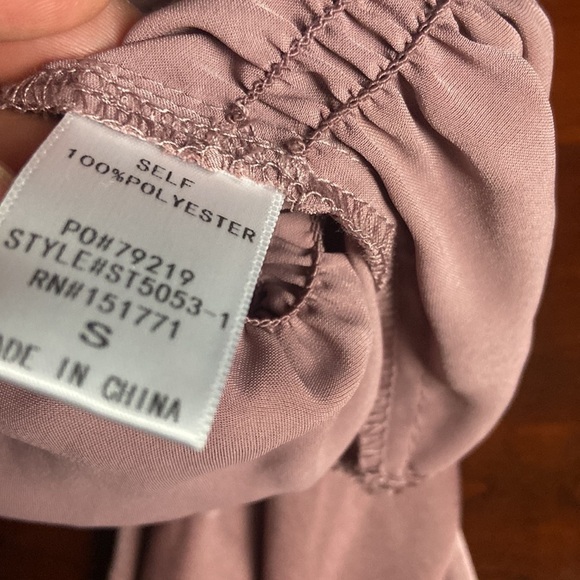 SELF
100%POLYESTER
PO#79219
STYLE#ST5053-1
RN#151771
S
ADE IN CHINA